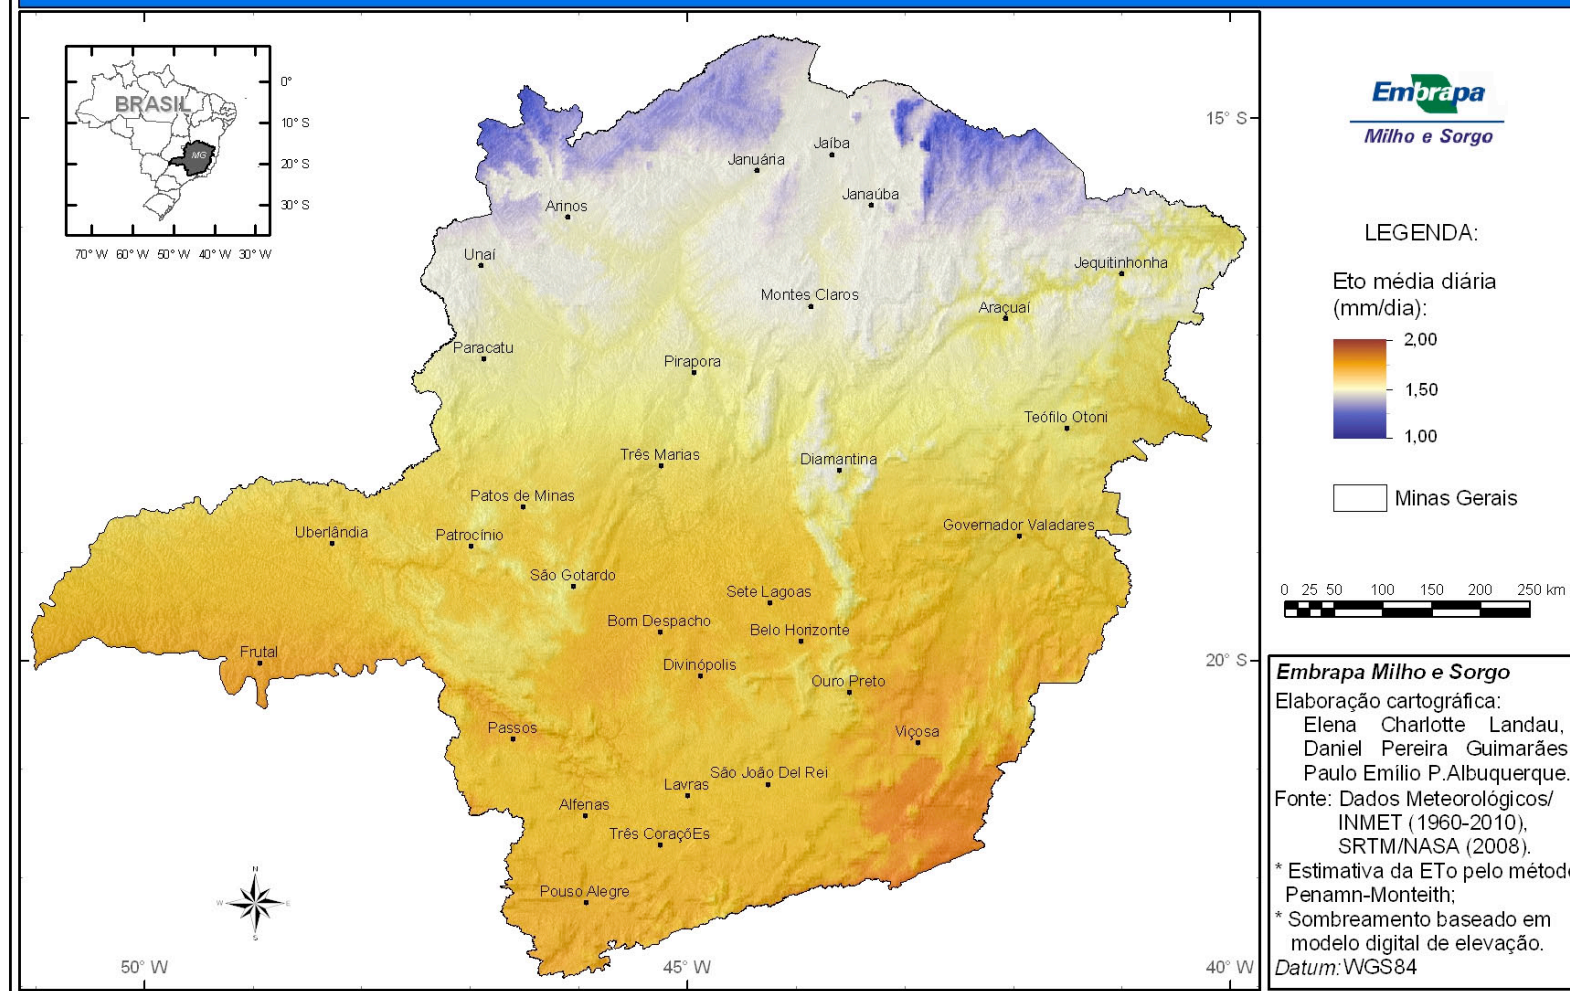 BRASIL
MG
0°
10° S
20° S
30° S
70° W 60° W 50° W 40° W 30° W
15° S
20° S
50° W
45° W
40° W
Januária
Jaíba
Janaúba
Arinos
Unaí
Jequitinhonha
Montes Claros
Araçuaí
Paracatu
Pirapora
Teófilo Otoni
Três Marias
Diamantina
Patos de Minas
Uberlândia
Patrocínio
Governador Valadares
São Gotardo
Sete Lagoas
Bom Despacho
Belo Horizonte
Frutal
Divinópolis
Ouro Preto
Passos
Viçosa
São João Del Rei
Lavras
Alfenas
Três CoraçõEs
Pouso Alegre
N
W
E
S
Embrapa
Milho e Sorgo
LEGENDA:
Eto média diária
(mm/dia):
2,00
1,50
1,00
Minas Gerais
0 25 50 100 150 200 250 km
Embrapa Milho e Sorgo
Elaboração cartográfica:
Elena Charlotte Landau,
Daniel Pereira Guimarães
Paulo Emílio P.Albuquerque.
Fonte: Dados Meteorológicos/
INMET (1960-2010),
SRTM/NASA (2008).
* Estimativa da ETo pelo método
Penamn-Monteith;
* Sombreamento baseado em
modelo digital de elevação.
Datum:WGS84